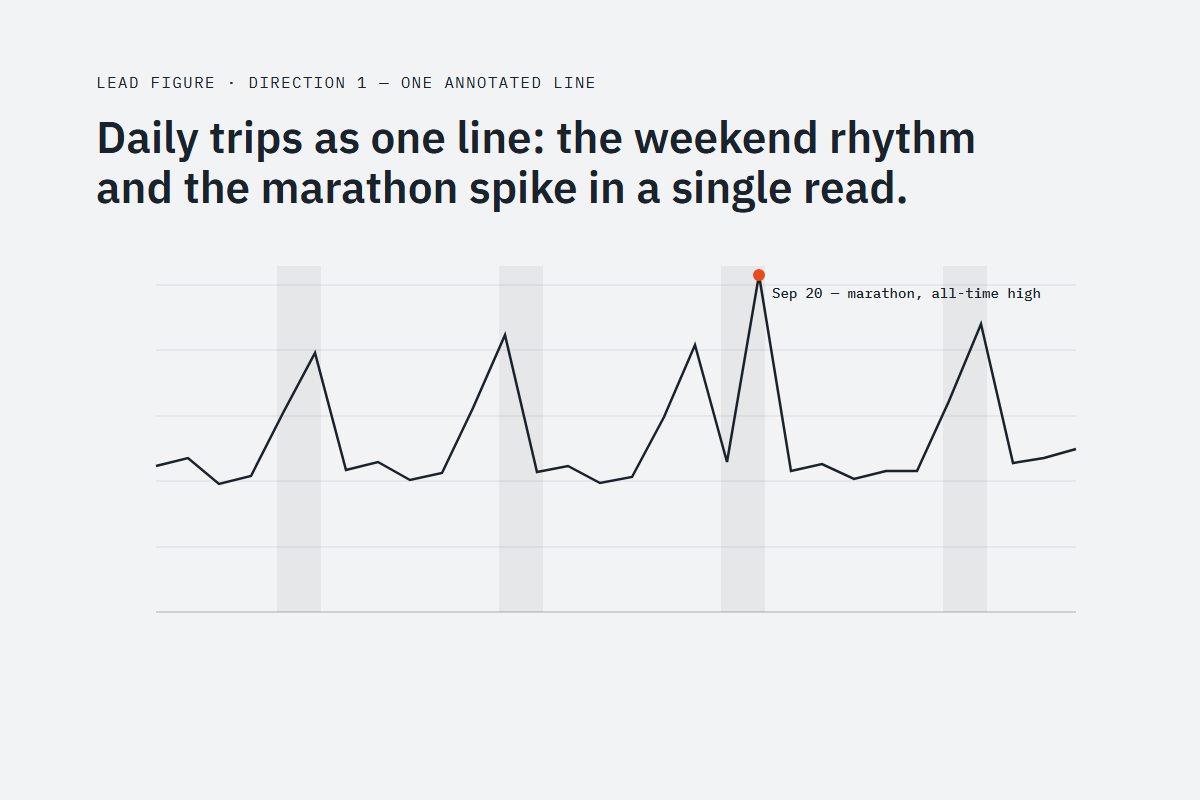 LEAD FIGURE · DIRECTION 1 — ONE ANNOTATED LINE
Daily trips as one line: the weekend rhythm
and the marathon spike in a single read.
Sep 20 — marathon, all-time high